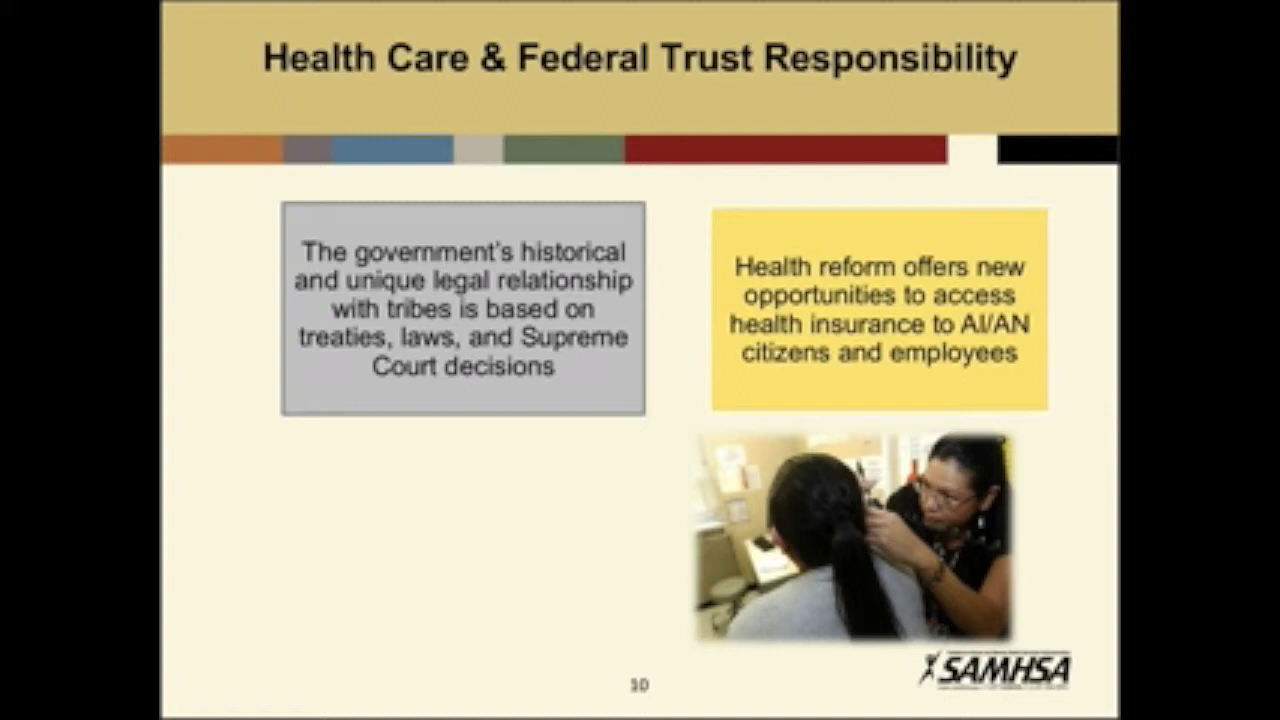 Health Care & Federal Trust Responsibility
The government's historical
and unique legal relationship
with tribes is based on
treaties, laws, and Supreme
Court decisions
Health reform offers new
opportunities to access
health insurance to AI/AN
citizens and employees
10
SAMHSA